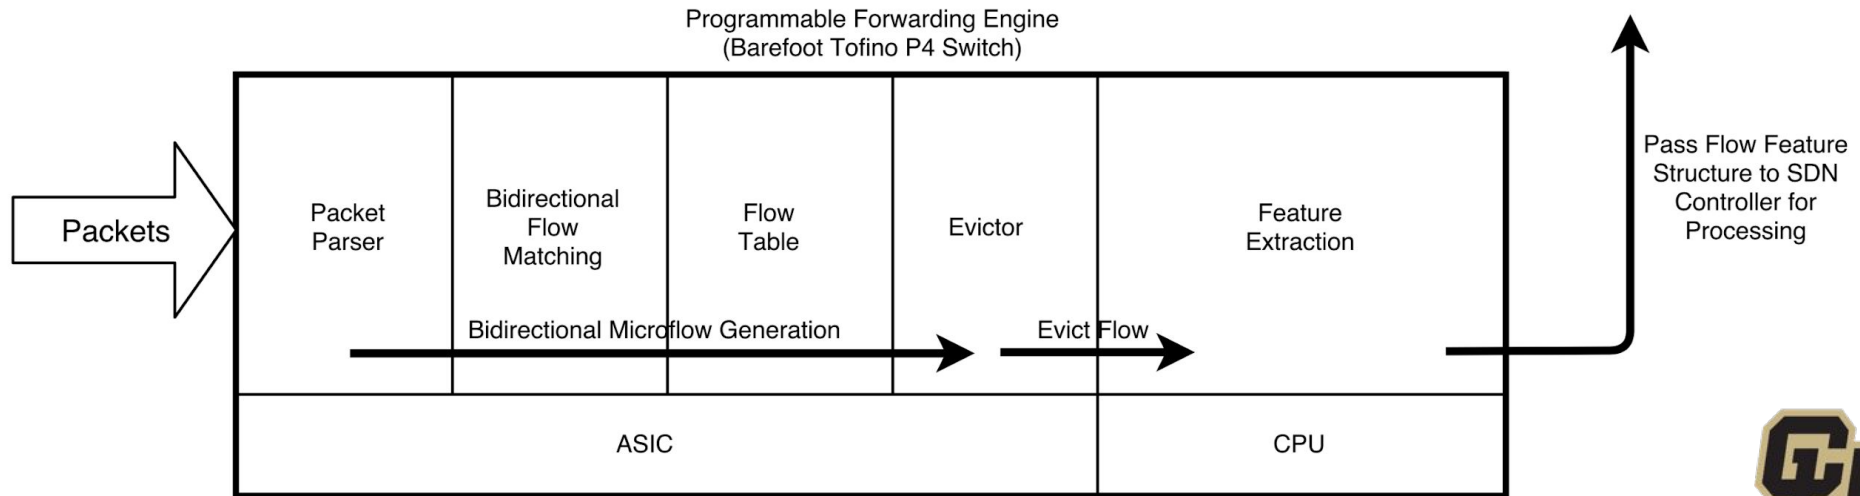 Programmable Forwarding Engine
(Barefoot Tofino P4 Switch)
Packets
Packet
Parser
Bidirectional
Flow
Matching
Flow
Table
Evictor
Feature
Extraction
Bidirectional Microflow Generation
Evict Flow
Pass Flow Feature
Structure to SDN
Controller for
Processing
ASIC
CPU